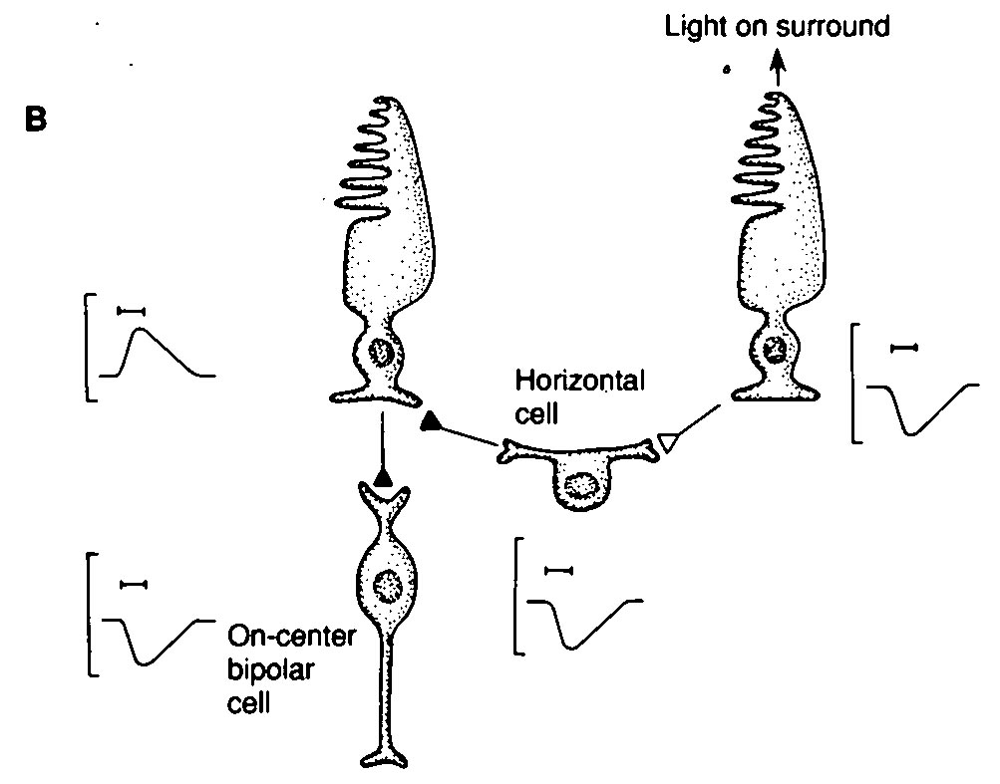 Light on surround
B
Horizontal
cell
On-center
bipolar
cell